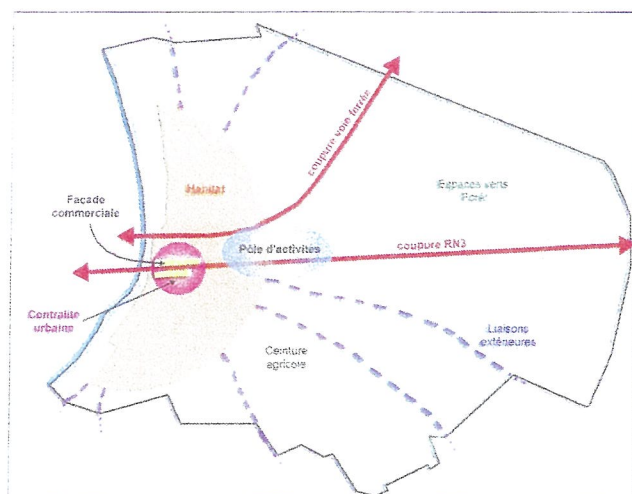 coupure voie ferrée
Habitat
Espaces verts
Forêt
Façade
commerciale
Pôle d'activités
coupure RN3
Centralité
urbaine
Liaisons
extérieures
Ceinture
agricole